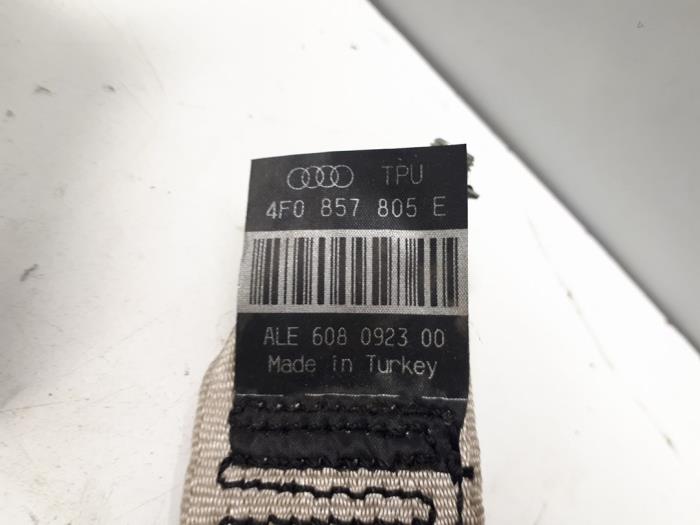 TPU
4F0 857 805 E
ALE 608 0923 00
Made in Turkey